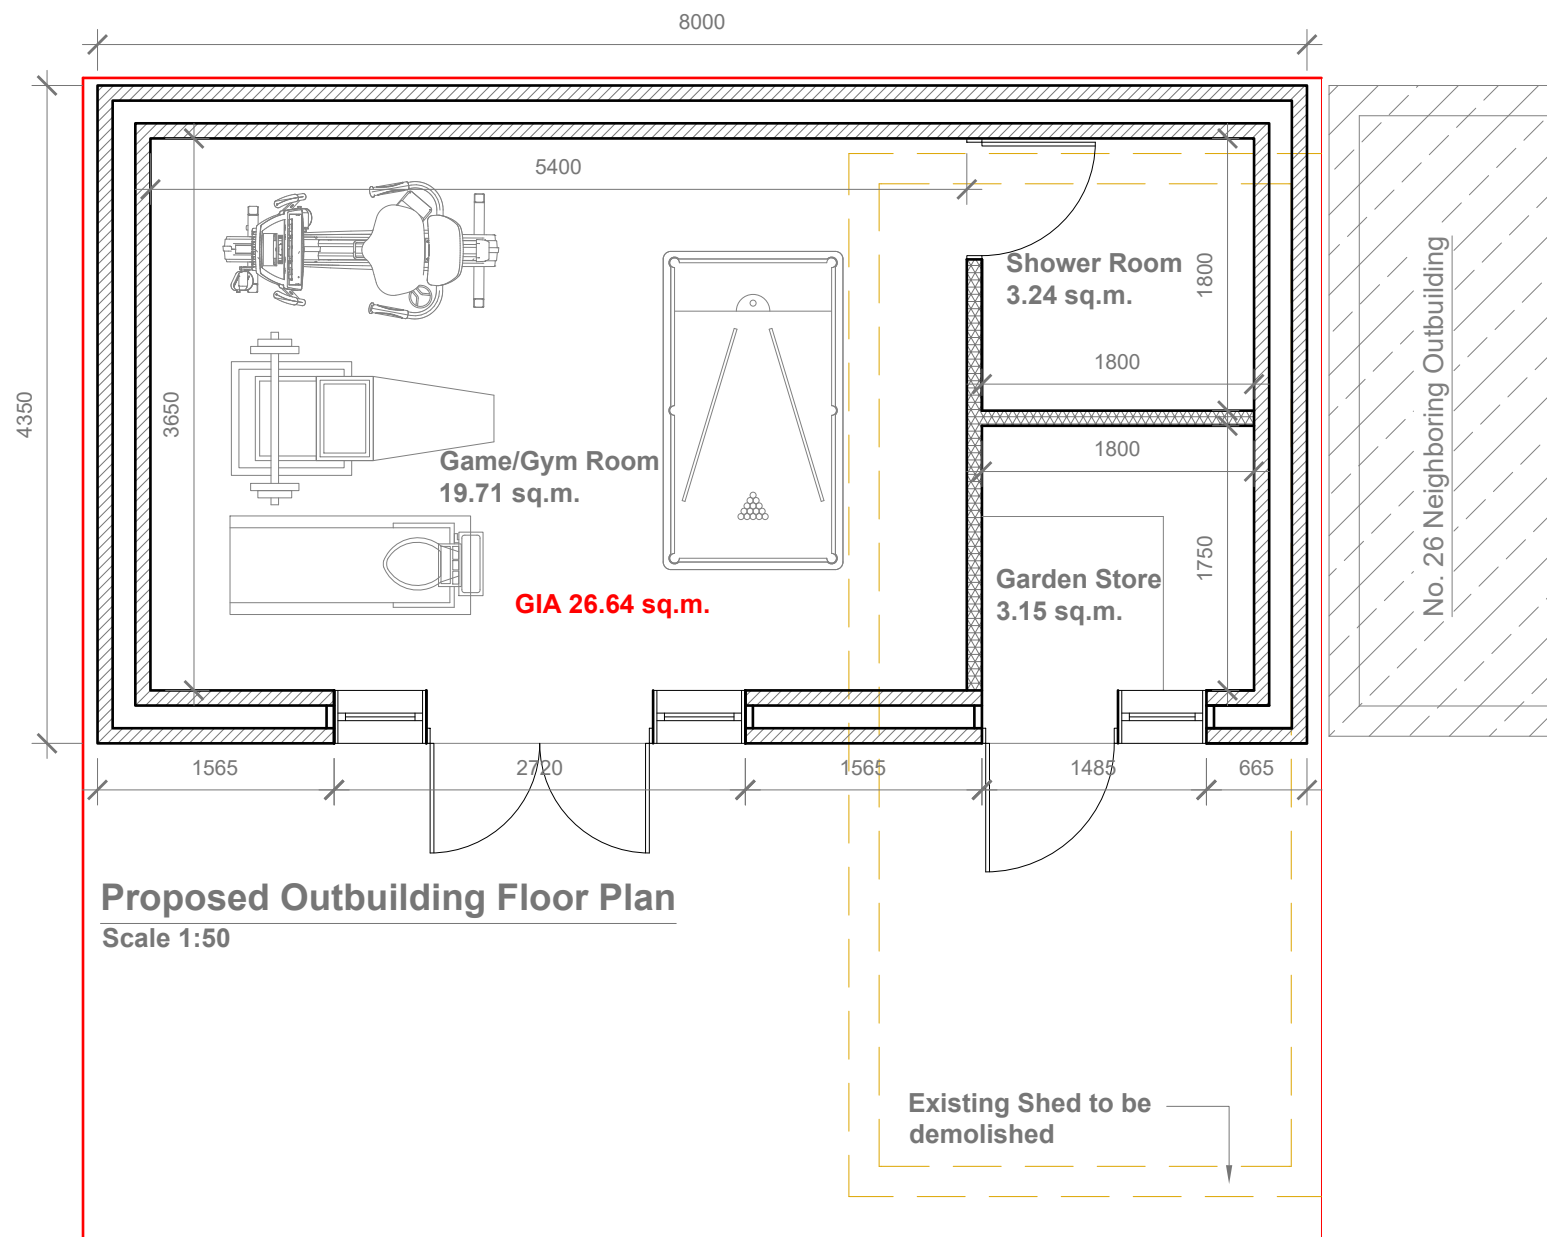 8000
5400
Shower Room
3.24 sq.m.
1800
1800
4350
3650
Game/Gym Room
19.71 sq.m.
1800
No. 26 Neighboring Outbuilding
1750
Garden Store
3.15 sq.m.
GIA 26.64 sq.m.
1565
2720
1565
1485
665
Proposed Outbuilding Floor Plan
Scale 1:50
Existing Shed to be
demolished